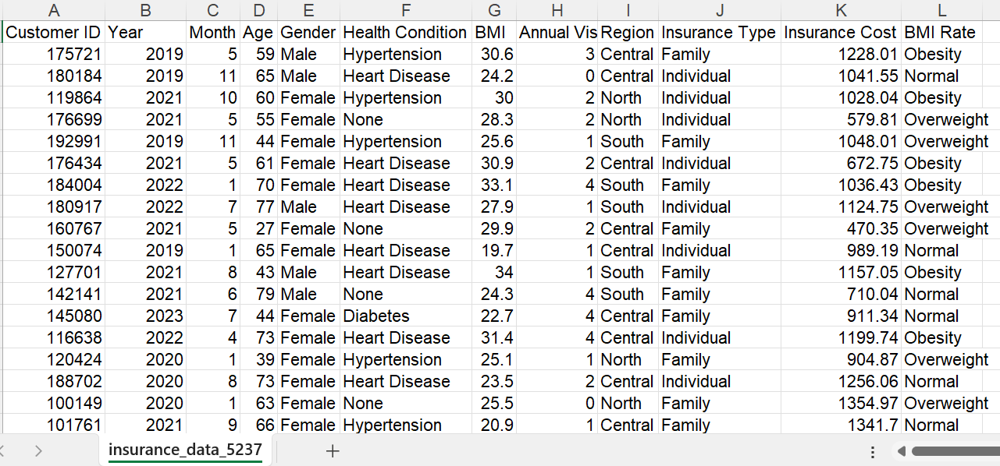 A B C D E F G H I J K L
Customer ID Year Month Age Gender Health Condition BMI Annual Vis Region Insurance Type Insurance Cost BMI Rate
175721 2019 5 59 Male Hypertension 30.6 3 Central Family 1228.01 Obesity
180184 2019 11 65 Male Heart Disease 24.2 0 Central Individual 1041.55 Normal
119864 2021 10 60 Female Hypertension 30 2 North Individual 1028.04 Obesity
176699 2021 5 55 Female None 28.3 2 North Individual 579.81 Overweight
192991 2019 11 44 Female Hypertension 25.6 1 South Family 1048.01 Overweight
176434 2021 5 61 Female Heart Disease 30.9 2 Central Individual 672.75 Obesity
184004 2022 1 70 Female Heart Disease 33.1 4 South Family 1036.43 Obesity
180917 2022 7 77 Male Heart Disease 27.9 1 South Individual 1124.75 Overweight
160767 2021 5 27 Female None 29.9 2 Central Family 470.35 Overweight
150074 2019 1 65 Female Heart Disease 19.7 1 Central Individual 989.19 Normal
127701 2021 8 43 Male Heart Disease 34 1 South Family 1157.05 Obesity
142141 2021 6 79 Male None 24.3 4 South Family 710.04 Normal
145080 2023 7 44 Female Diabetes 22.7 4 Central Family 911.34 Normal
116638 2022 4 73 Female Heart Disease 31.4 4 Central Individual 1199.74 Obesity
120424 2020 1 39 Female Hypertension 25.1 1 North Family 904.87 Overweight
188702 2020 8 73 Female Heart Disease 23.5 2 Central Individual 1256.06 Normal
100149 2020 1 63 Female None 25.5 0 North Family 1354.97 Overweight
101761 2021 9 66 Female Hypertension 20.9 1 Central Family 1341.7 Normal
insurance_data_5237